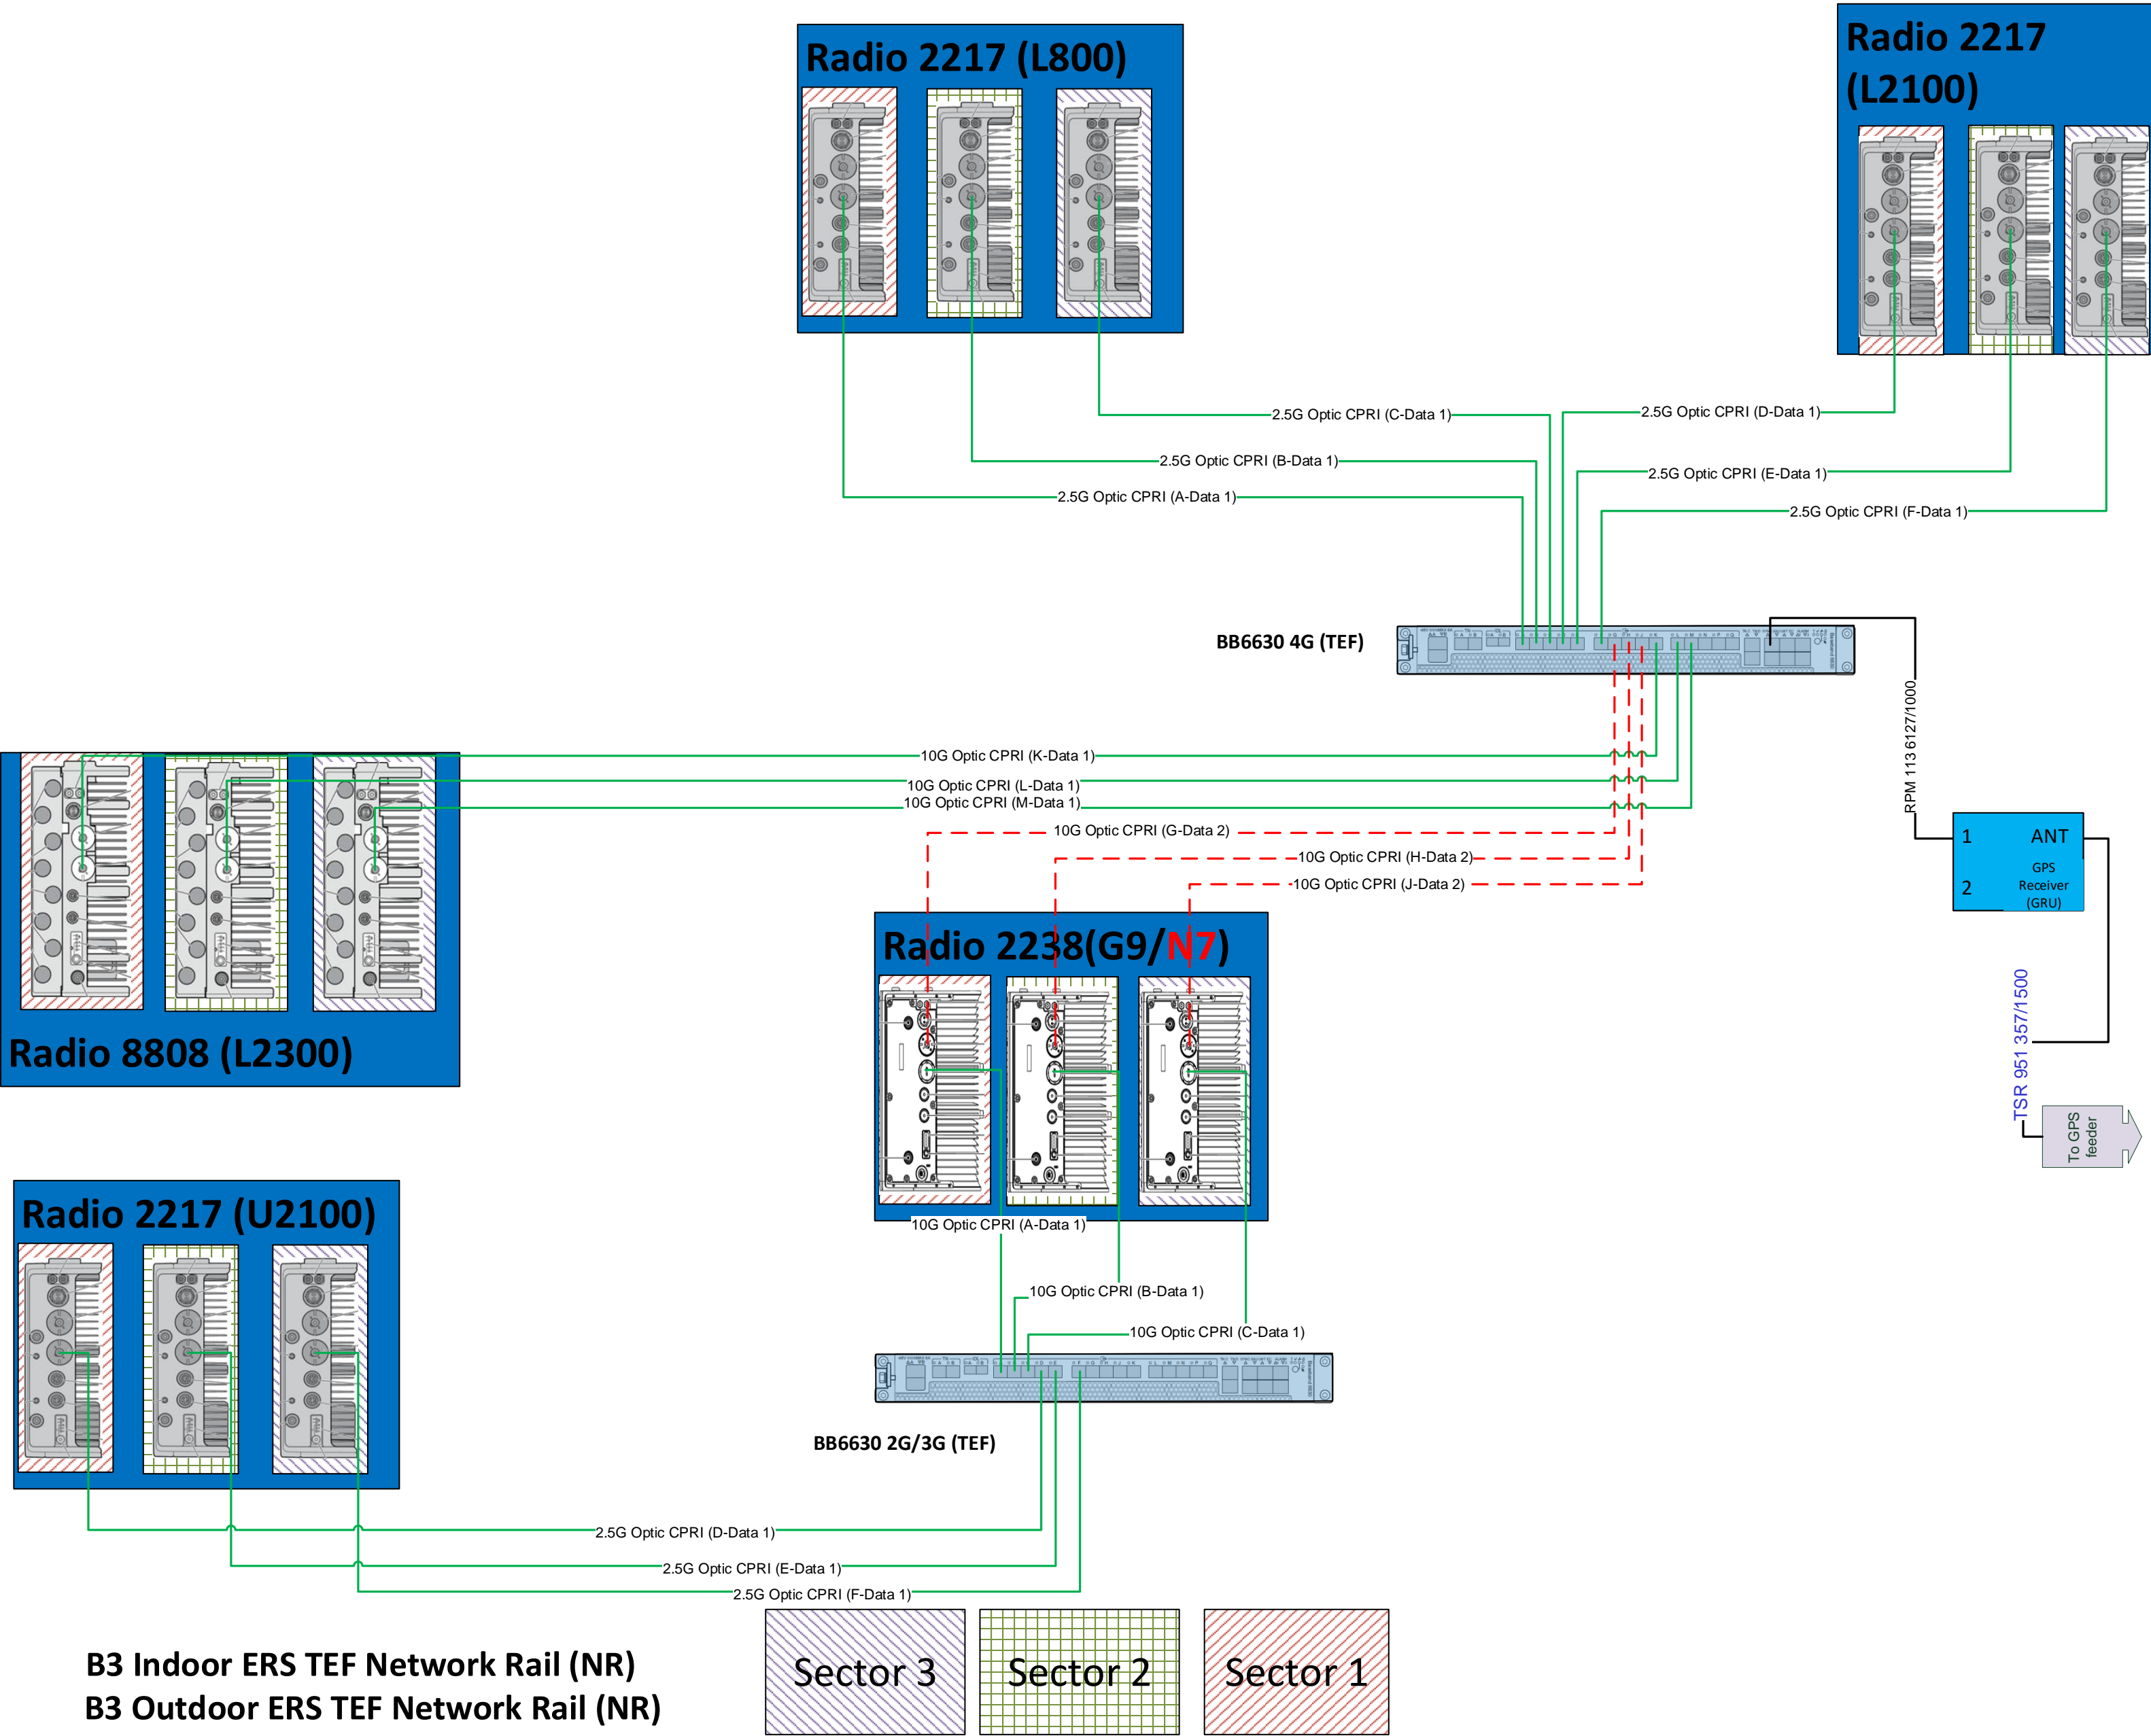 Radio 2217 (L800)
Radio 2217
(L2100)
2.5G Optic CPRI (C-Data 1)
2.5G Optic CPRI (D-Data 1)
2.5G Optic CPRI (B-Data 1)
2.5G Optic CPRI (E-Data 1)
2.5G Optic CPRI (A-Data 1)
2.5G Optic CPRI (F-Data 1)
BB6630 4G (TEF)
RPM 113 6127/1000
10G Optic CPRI (K-Data 1)
10G Optic CPRI (L-Data 1)
10G Optic CPRI (M-Data 1)
10G Optic CPRI (G-Data 2)
10G Optic CPRI (H-Data 2)
10G Optic CPRI (J-Data 2)
1 ANT
2
GPS
Receiver
(GRU)
Radio 2238(G9/N7)
TSR 951 3357/1500
To GPS
feeder
Radio 8808 (L2300)
Radio 2217 (U2100)
10G Optic CPRI (A-Data 1)
10G Optic CPRI (B-Data 1)
10G Optic CPRI (C-Data 1)
BB6630 2G/3G (TEF)
2.5G Optic CPRI (D-Data 1)
2.5G Optic CPRI (E-Data 1)
2.5G Optic CPRI (F-Data 1)
Sector 3
Sector 2
Sector 1
B3 Indoor ERS TEF Network Rail (NR)
B3 Outdoor ERS TEF Network Rail (NR)